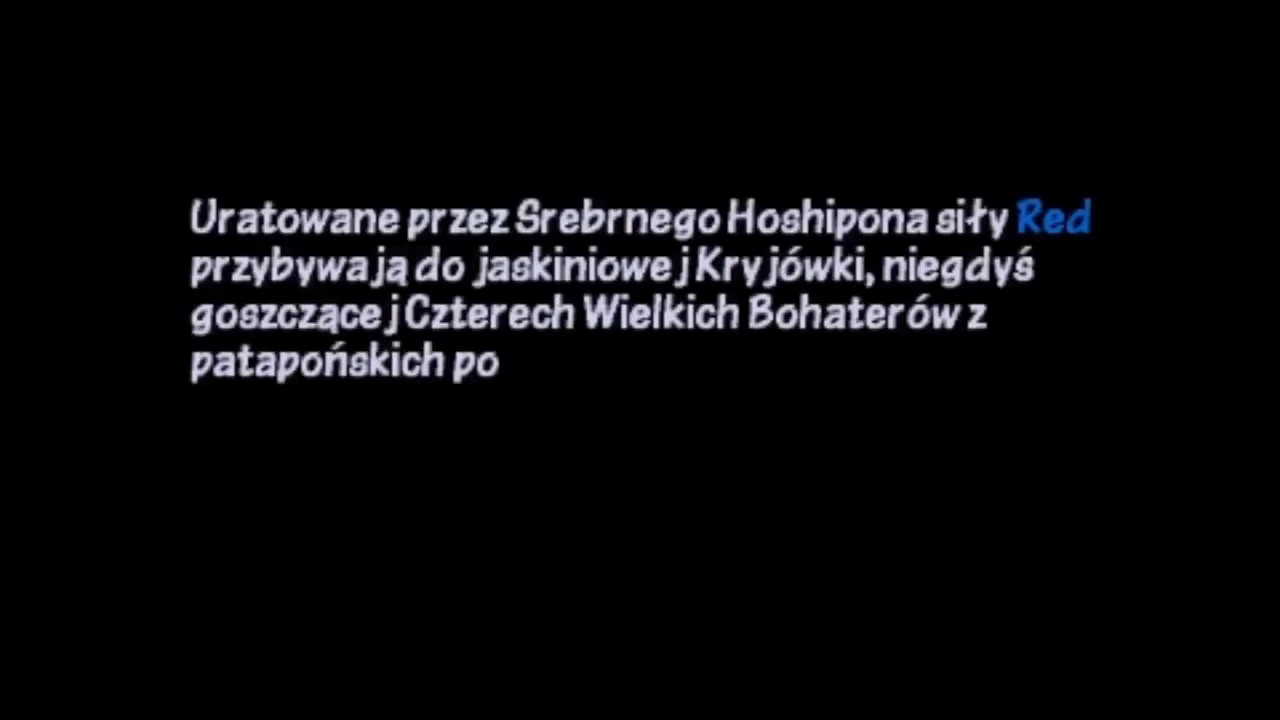 Uratowane przez Srebrnego Hoshipona siły Red
przybywają do jaskiniowej Kryjówki, niegdyś
goszczącej Czterech Wielkich Bohaterów z
patapońskich po